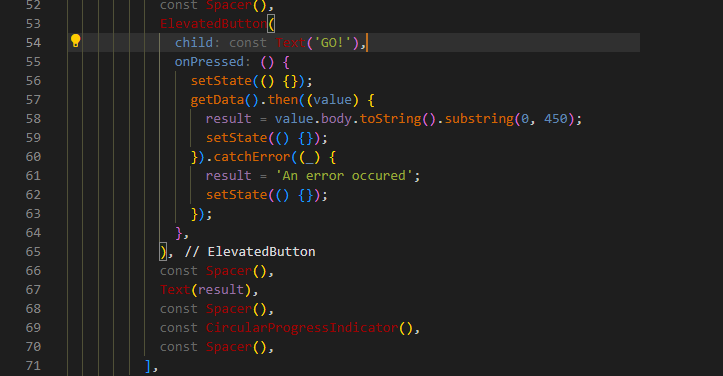 52 const Spacer(),
53 ElevatedButton(
54 child: const Text('GO!'),
55 onPressed: () {
56 setState(() {});
57 getData().then((value) {
58 result = value.body.toString().substring(0, 450);
59 setState(() {});
60 }).catchError((_) {
61 result = 'An error occured';
62 setState(() {});
63 });
64 },
65 ), // ElevatedButton
66 const Spacer(),
67 Text(result),
68 const Spacer(),
69 const CircularProgressIndicator(),
70 const Spacer(),
71 ],